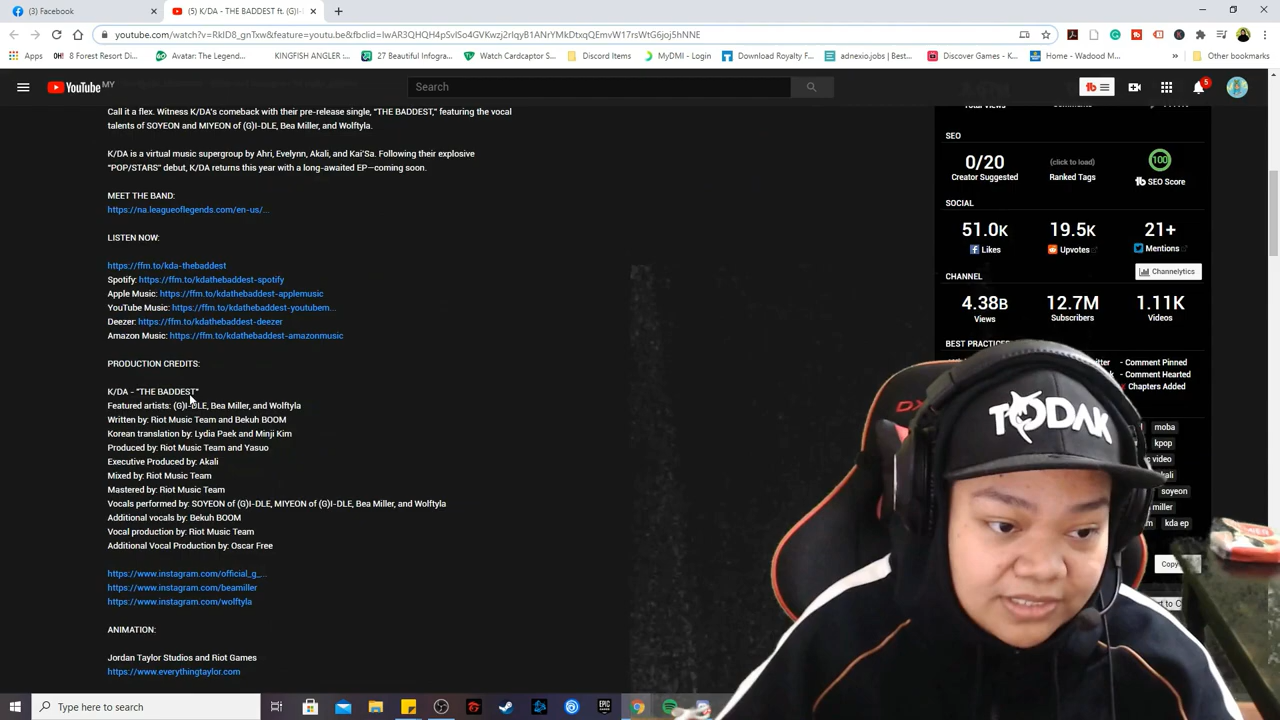 (3) Facebook
(5) K/DA - THE BADDEST ft. (G)I-
youtube.com/watch?v=RkID8_gnTxw&feature=youtu.be&fbclid=IwAR3QHQH4pSvISo4GVKwzj2rIqyB1ANrYMkDtxqQEmvW17rsWtG6joj5hNNE
Apps
8 Forest Resort Di...
Avatar: The Legend...
KINGFISH ANGLER :...
27 Beautiful Infogra...
Watch Cardcaptor S...
Discord Items
MyDMI - Login
Download Royalty F...
adnexio.jobs | Best...
Discover Games - K...
Home - Wadood M...
Other bookmarks
YouTube MY
Search
5
Call it a flex. Witness K/DA's comeback with their pre-release single, "THE BADDEST," featuring the vocal
talents of SOYEON and MIYEON of (G)I-DLE, Bea Miller, and Wolftyla.
K/DA is a virtual music supergroup by Ahri, Evelynn, Akali, and Kai'Sa. Following their explosive
"POP/STARS" debut, K/DA returns this year with a long-awaited EP—coming soon.
MEET THE BAND:
https://na.leagueoflegends.com/en-us/...
LISTEN NOW:
https://ffm.to/kda-thebaddest
Spotify: https://ffm.to/kdathebaddest-spotify
Apple Music: https://ffm.to/kdathebaddest-applemusic
YouTube Music: https://ffm.to/kdathebaddest-youtubem...
Deezer: https://ffm.to/kdathebaddest-deezer
Amazon Music: https://ffm.to/kdathebaddest-amazonmusic
PRODUCTION CREDITS:
K/DA - "THE BADDEST"
Featured artists: (G)I-DLE, Bea Miller, and Wolftyla
Written by: Riot Music Team and Bekuh BOOM
Korean translation by: Lydia Paek and Minji Kim
Produced by: Riot Music Team and Yasuo
Executive Produced by: Akali
Mixed by: Riot Music Team
Mastered by: Riot Music Team
Vocals performed by: SOYEON of (G)I-DLE, MIYEON of (G)I-DLE, Bea Miller, and Wolftyla
Additional vocals by: Bekuh BOOM
Vocal production by: Riot Music Team
Additional Vocal Production by: Oscar Free
https://www.instagram.com/official_g_...
https://www.instagram.com/beamiller
https://www.instagram.com/wolftyla
ANIMATION:
Jordan Taylor Studios and Riot Games
https://www.everythingtaylor.com
Total Views
SEO
0/20
Creator Suggested
(click to load)
Ranked Tags
100
SEO Score
SOCIAL
51.0K
Likes
19.5K
Upvotes
21+
Mentions
CHANNEL
Channelytics
4.38B
Views
12.7M
Subscribers
1.11K
Videos
BEST PRACTICES
- Comment Pinned
- Comment Hearted
Chapters Added
moba
kpop
video
soyeon
miller
kda ep
TODAK
DX
Type here to search
EPIC